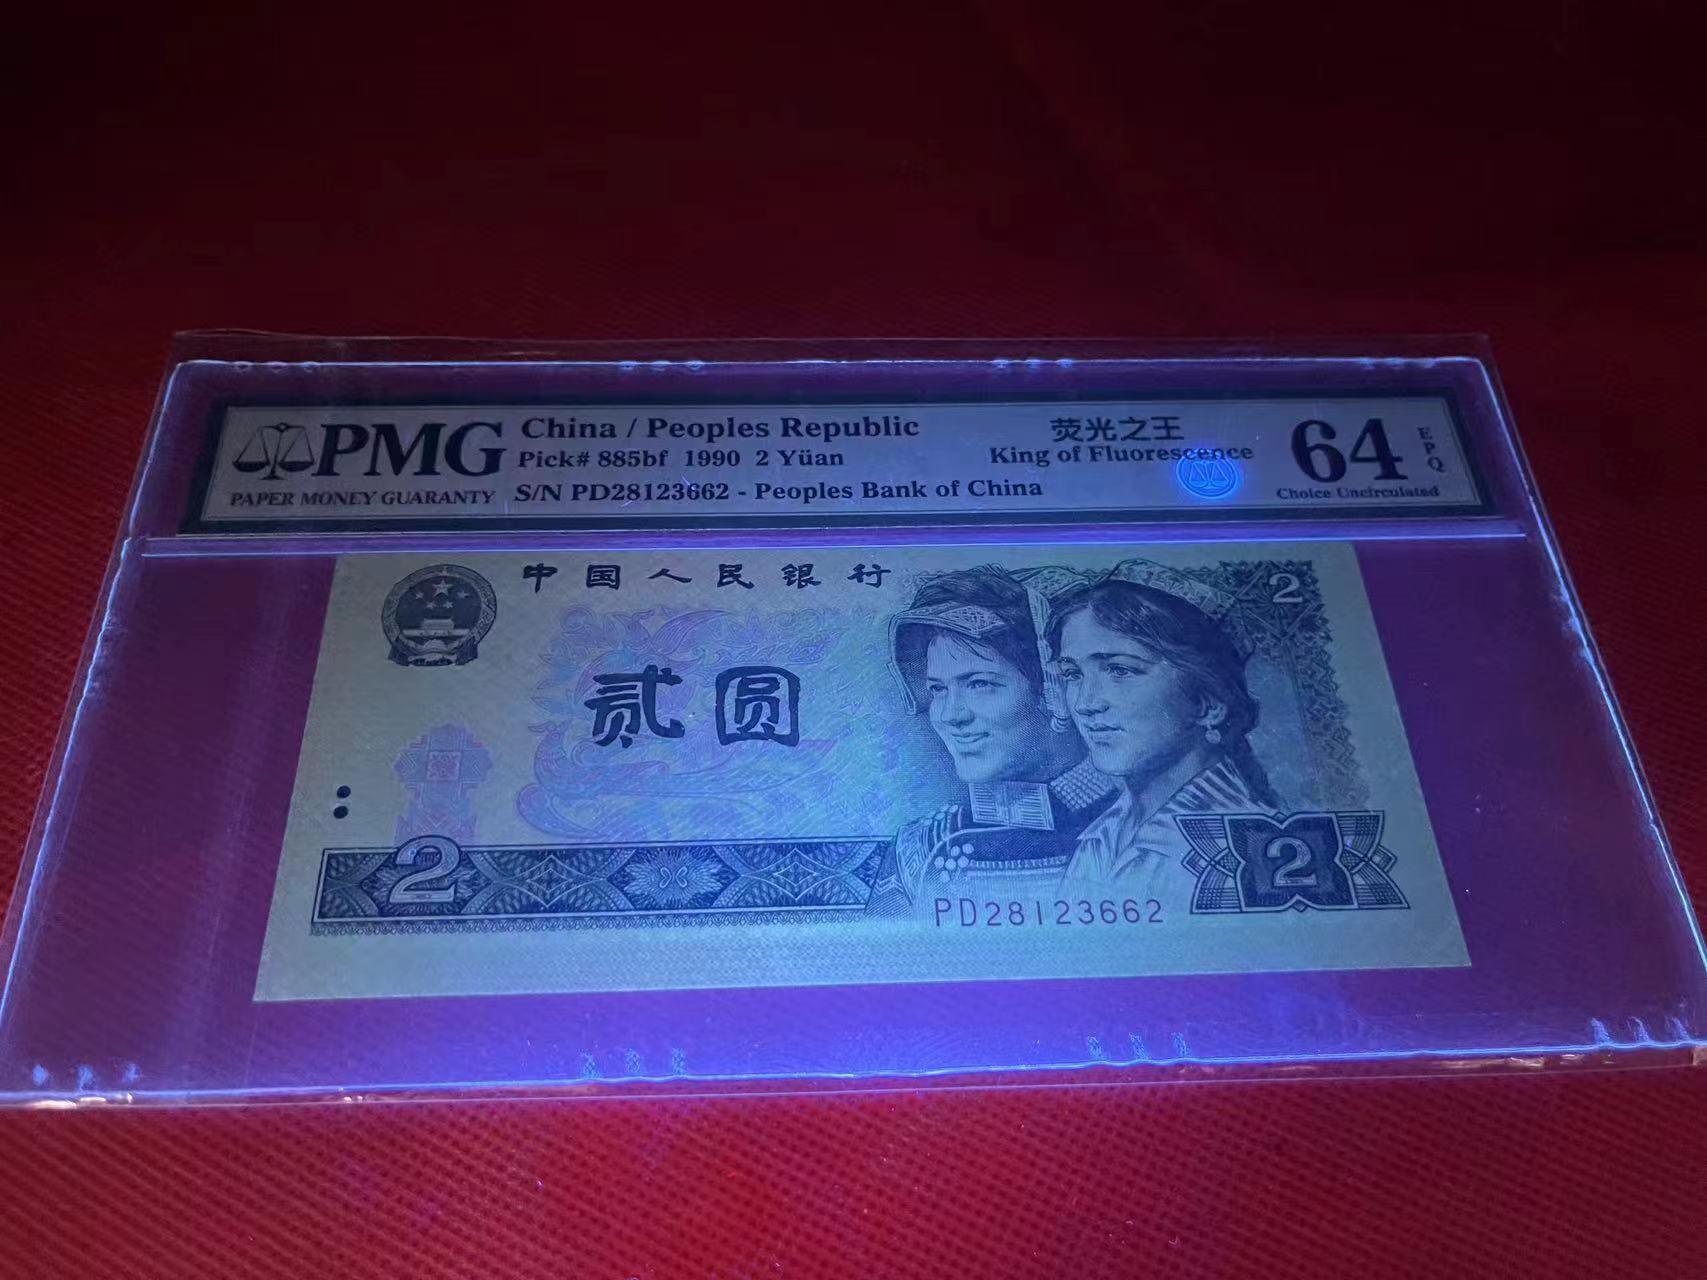 PMG
PAPER MONEY GUARANTY
China / Peoples Republic
Pick# 885bf 1990 2 Yüan
S/N PD28123662 - Peoples Bank of China
荧光之王
King of Fluorescence
64
EPQ
Choice Uncirculated
中国人民银行
2
贰圆
2
2
PD28123662